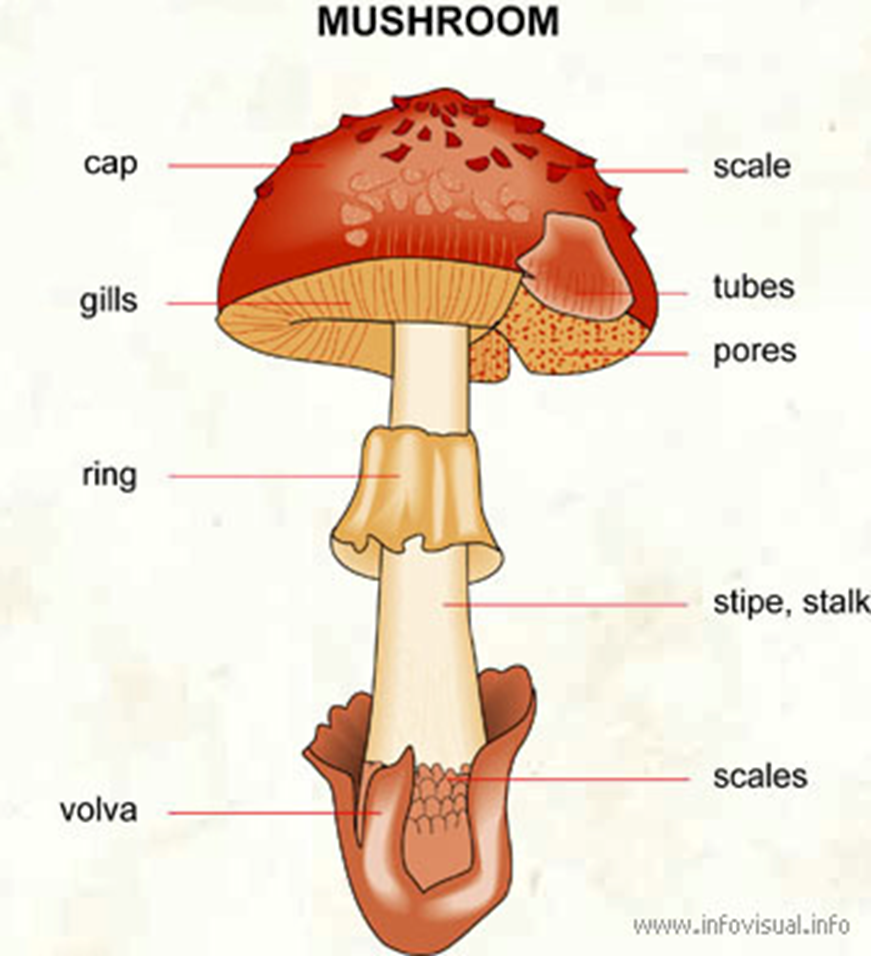 MUSHROOM
cap
scale
gills
tubes
pores
ring
stipe, stalk
scales
volva
www.infovisual.info